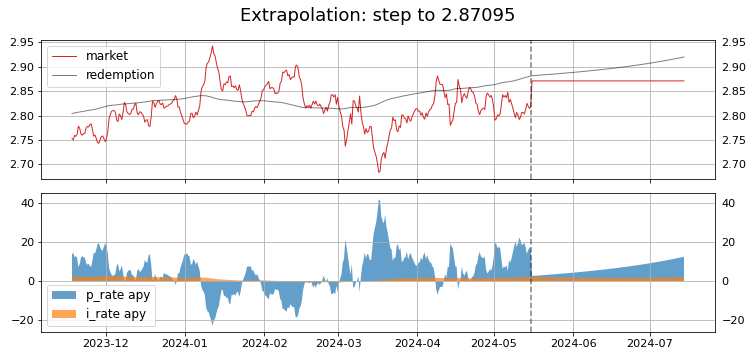 Extrapolation: step to 2.87095
2.95 2.95
market
redemption
2.90 2.90
2.85 2.85
2.80 2.80
2.75 2.75
2.70 2.70
40 40
20 20
0 0
p_rate apy
i_rate apy
−20 −20
2023-12 2024-01 2024-02 2024-03 2024-04 2024-05 2024-06 2024-07